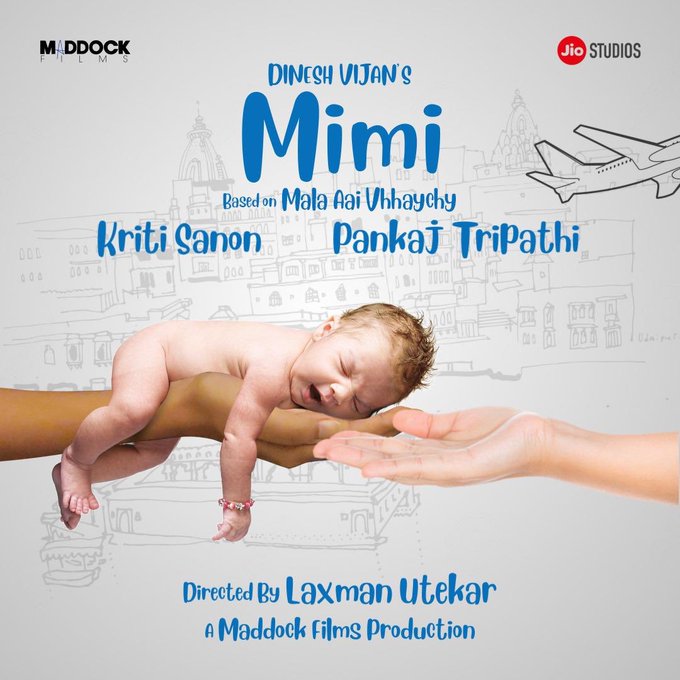 MADDOCK
FILMS
Jio STUDIOS
DINESH VIJAN'S
Mimi
Based on Mala Aai Vhhaychy
Kriti Sanon Pankaj Tripathi
Udaipur
Directed By Laxman Utekar
A Maddock Films Production